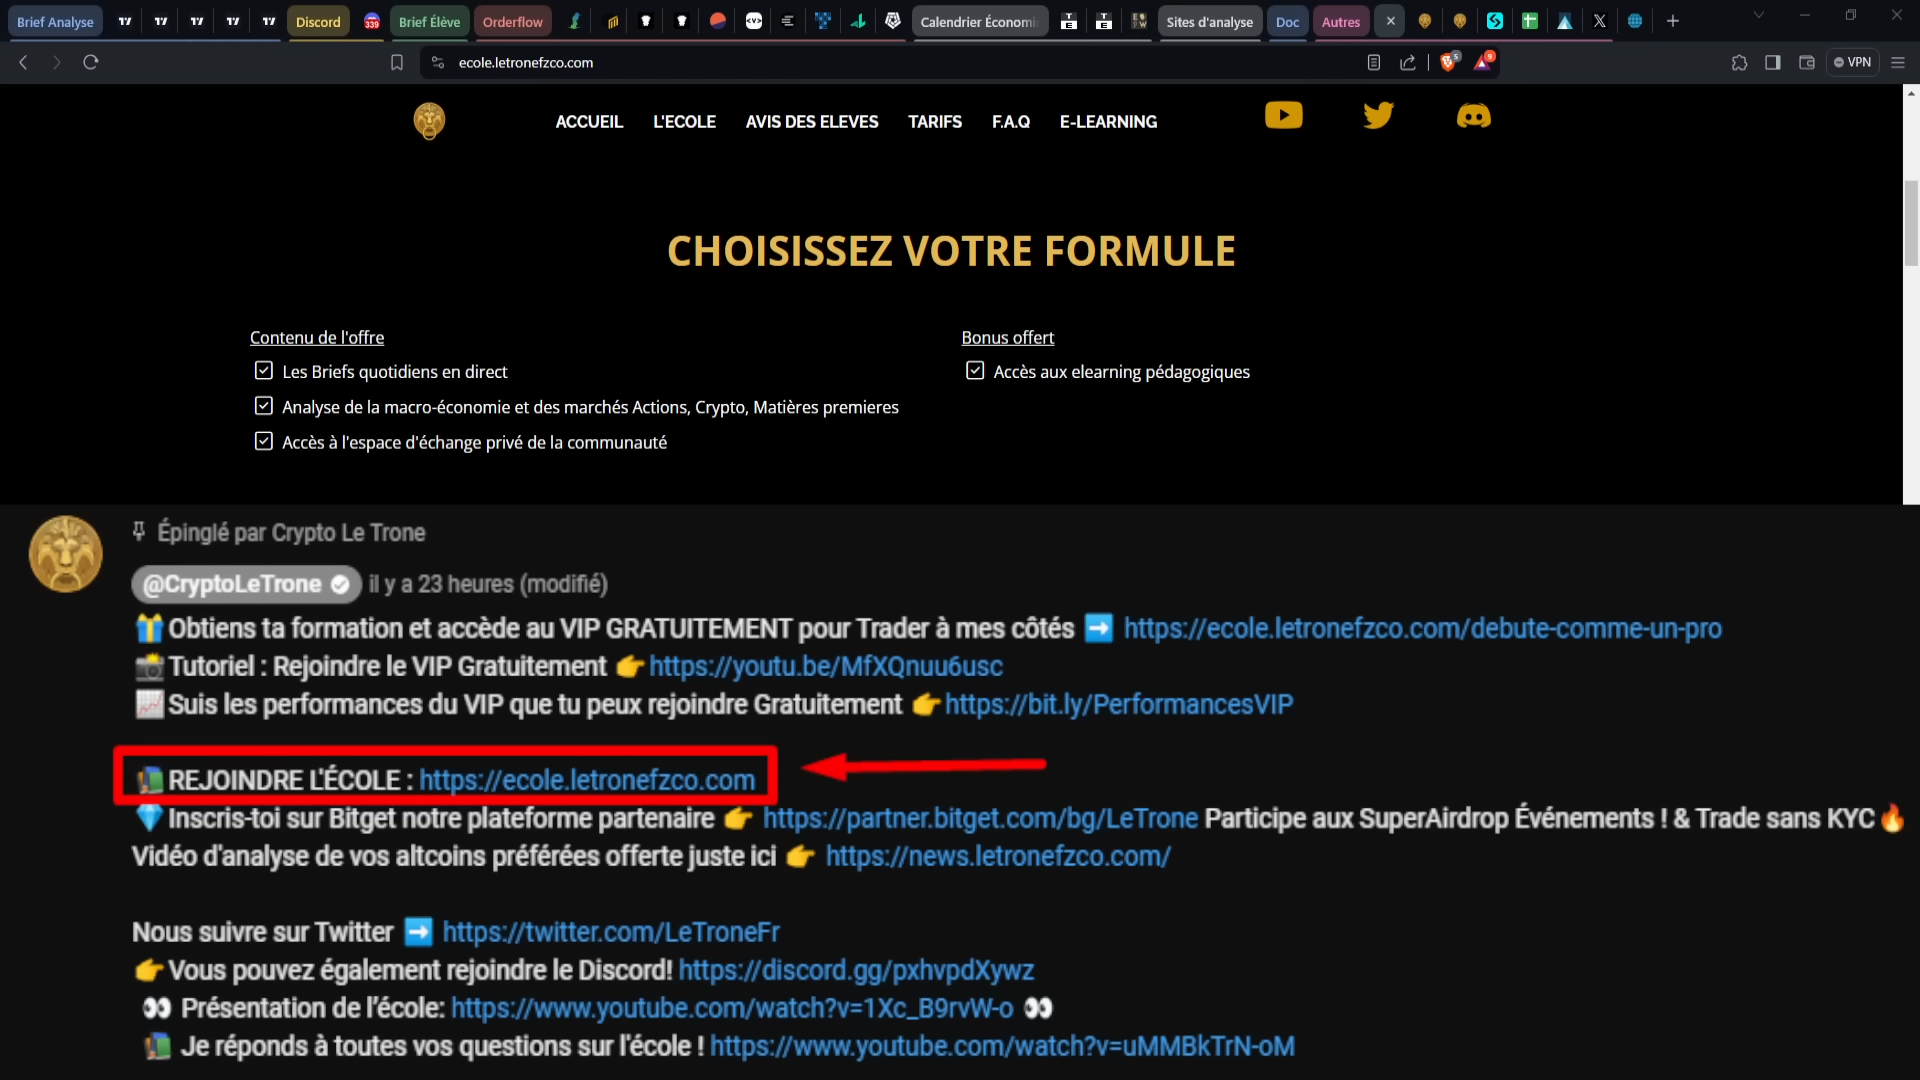 Brief Analyse
Discord
339
Brief Élève
Orderflow
Calendrier Économi
Sites d'analyse
Doc
Autres
ecole.letronefzco.com
5
9
VPN
ACCUEIL
L'ECOLE
AVIS DES ELEVES
TARIFS
F.A.Q
E-LEARNING
CHOISISSEZ VOTRE FORMULE
Contenu de l'offre
Les Briefs quotidiens en direct
Analyse de la macro-économie et des marchés Actions, Crypto, Matières premieres
Accès à l'espace d'échange privé de la communauté
Bonus offert
Accès aux elearning pédagogiques
Épinglé par Crypto Le Trone
@CryptoLeTrone il y a 23 heures (modifié)
🎁Obtiens ta formation et accède au VIP GRATUITEMENT pour Trader à mes côtés ➡️ https://ecole.letronefzco.com/debute-comme-un-pro
📸Tutoriel : Rejoindre le VIP Gratuitement 👉https://youtu.be/MfXQnuu6usc
📈Suis les performances du VIP que tu peux rejoindre Gratuitement 👉https://bit.ly/PerformancesVIP
📚REJOINDRE L'ÉCOLE : https://ecole.letronefzco.com
💎Inscris-toi sur Bitget notre plateforme partenaire 👉 https://partner.bitget.com/bg/LeTrone Participe aux SuperAirdrop Événements ! & Trade sans KYC🔥
Vidéo d'analyse de vos altcoins préférées offerte juste ici 👉 https://news.letronefzco.com/
Nous suivre sur Twitter ➡️ https://twitter.com/LeTroneFr
👉Vous pouvez également rejoindre le Discord! https://discord.gg/pxhvpdXywz
👀 Présentation de l'école: https://www.youtube.com/watch?v=1Xc_B9rvW-o 👀
📚 Je réponds à toutes vos questions sur l'école ! https://www.youtube.com/watch?v=uMMBkTrN-oM